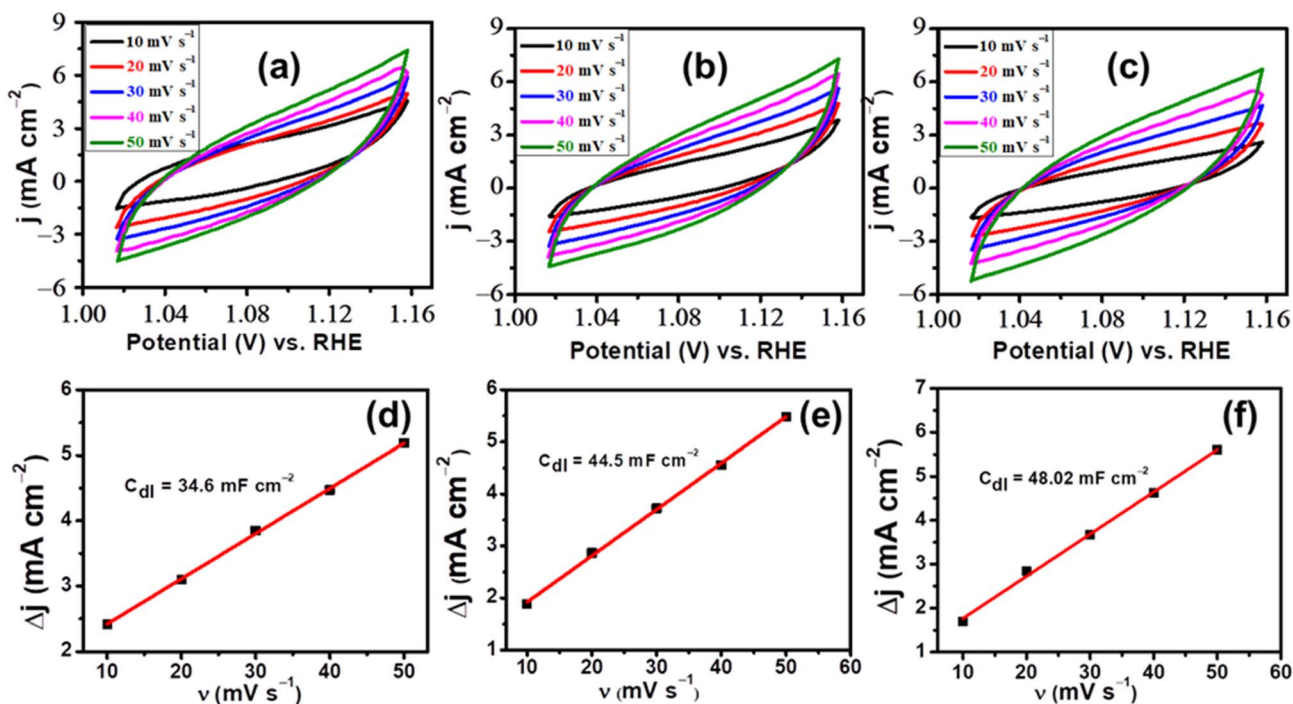 (a)
10 mV s⁻¹
20 mV s⁻¹
30 mV s⁻¹
40 mV s⁻¹
50 mV s⁻¹
j (mA cm⁻²)
9
6
3
0
−3
−6
1.00 1.04 1.08 1.12 1.16
Potential (V) vs. RHE
(b)
10 mV s⁻¹
20 mV s⁻¹
30 mV s⁻¹
40 mV s⁻¹
50 mV s⁻¹
j (mA cm⁻²)
9
6
3
0
−3
−6
1.00 1.04 1.08 1.12 1.16
Potential (V) vs. RHE
(c)
10 mV s⁻¹
20 mV s⁻¹
30 mV s⁻¹
40 mV s⁻¹
50 mV s⁻¹
j (mA cm⁻²)
9
6
3
0
−3
−6
1.00 1.04 1.08 1.12 1.16
Potential (V) vs. RHE
(d)
C_dl = 34.6 mF cm⁻²
Δj (mA cm⁻²)
6
5
4
3
2
10 20 30 40 50
ν (mV s⁻¹)
(e)
C_dl = 44.5 mF cm⁻²
Δj (mA cm⁻²)
6
5
4
3
2
1
10 20 30 40 50 60
ν (mV s⁻¹)
(f)
C_dl = 48.02 mF cm⁻²
Δj (mA cm⁻²)
7
6
5
4
3
2
1
10 20 30 40 50 60
ν (mV s⁻¹)